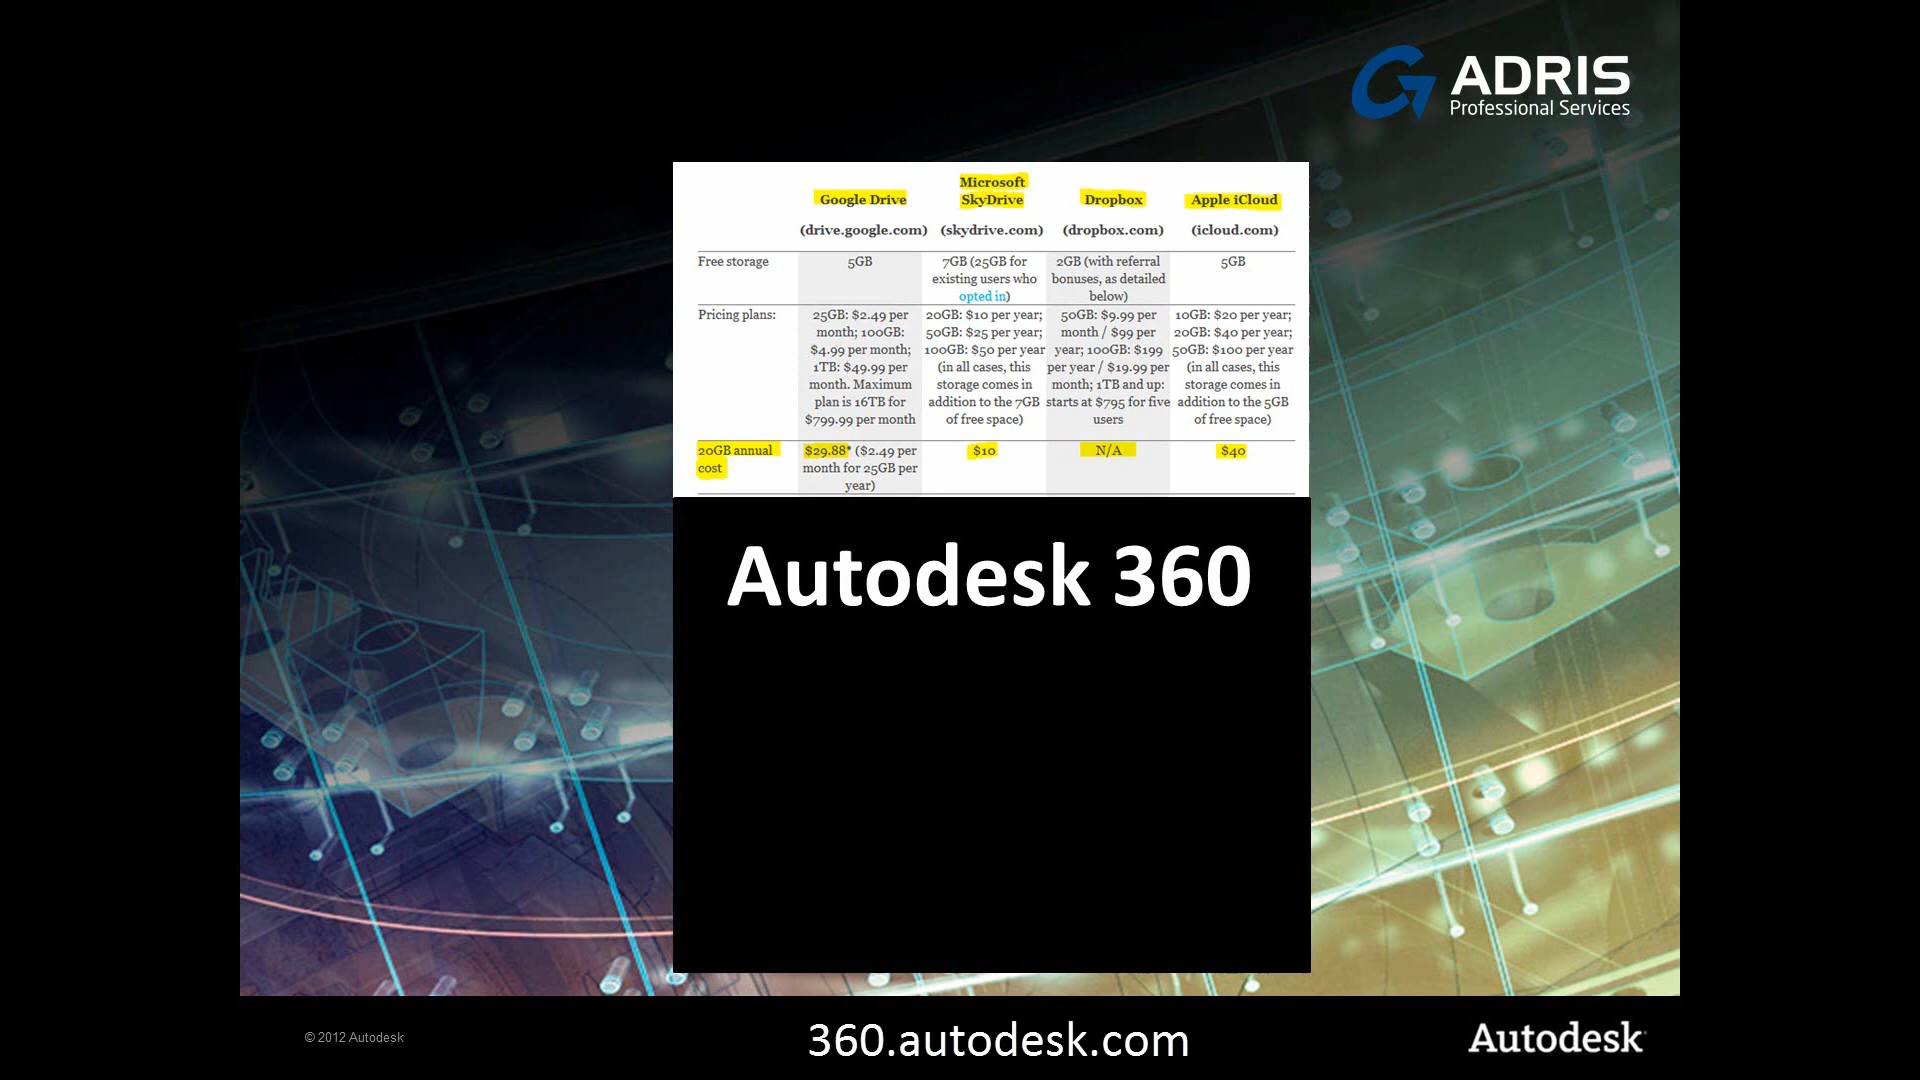 ADRIS
Professional Services
Google Drive
Microsoft
SkyDrive
Dropbox
Apple iCloud
(drive.google.com)
(skydrive.com)
(dropbox.com)
(icloud.com)
Free storage
5GB
7GB (25GB for
existing users who
opted in)
2GB (with referral
bonuses, as detailed
below)
5GB
Pricing plans:
25GB: $2.49 per
month; 100GB:
$4.99 per month;
1TB: $49.99 per
month. Maximum
plan is 16TB for
$799.99 per month
20GB: $10 per year;
50GB: $25 per year;
100GB: $50 per year
(in all cases, this
storage comes in
addition to the 7GB
of free space)
50GB: $9.99 per
month / $99 per
year; 100GB: $199
per year / $19.99 per
month; 1TB and up:
starts at $795 for five
users
10GB: $20 per year;
20GB: $40 per year;
50GB: $100 per year
(in all cases, this
storage comes in
addition to the 5GB
of free space)
20GB annual
cost
$29.88* ($2.49 per
month for 25GB per
year)
$10
N/A
$40
Autodesk 360
© 2012 Autodesk
360.autodesk.com
Autodesk